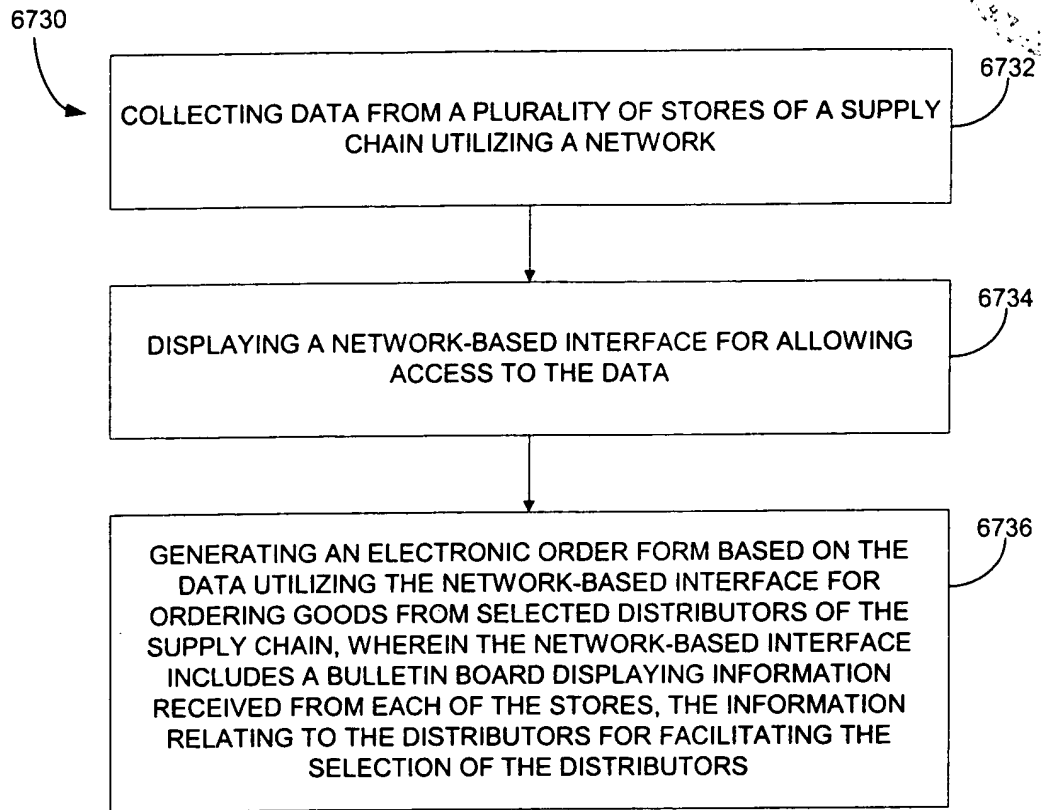 6730
6732
COLLECTING DATA FROM A PLURALITY OF STORES OF A SUPPLY
CHAIN UTILIZING A NETWORK
6734
DISPLAYING A NETWORK-BASED INTERFACE FOR ALLOWING
ACCESS TO THE DATA
6736
GENERATING AN ELECTRONIC ORDER FORM BASED ON THE
DATA UTILIZING THE NETWORK-BASED INTERFACE FOR
ORDERING GOODS FROM SELECTED DISTRIBUTORS OF THE
SUPPLY CHAIN, WHEREIN THE NETWORK-BASED INTERFACE
INCLUDES A BULLETIN BOARD DISPLAYING INFORMATION
RECEIVED FROM EACH OF THE STORES, THE INFORMATION
RELATING TO THE DISTRIBUTORS FOR FACILITATING THE
SELECTION OF THE DISTRIBUTORS